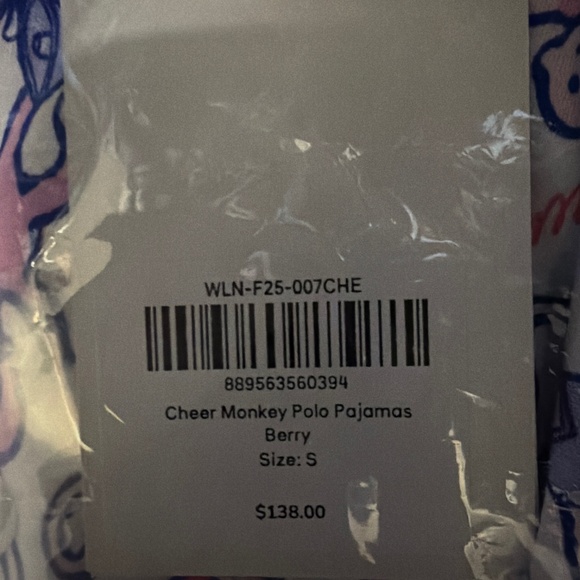 WLN-F25-007CHE
889563560394
Cheer Monkey Polo Pajamas
Berry
Size: S
$138.00